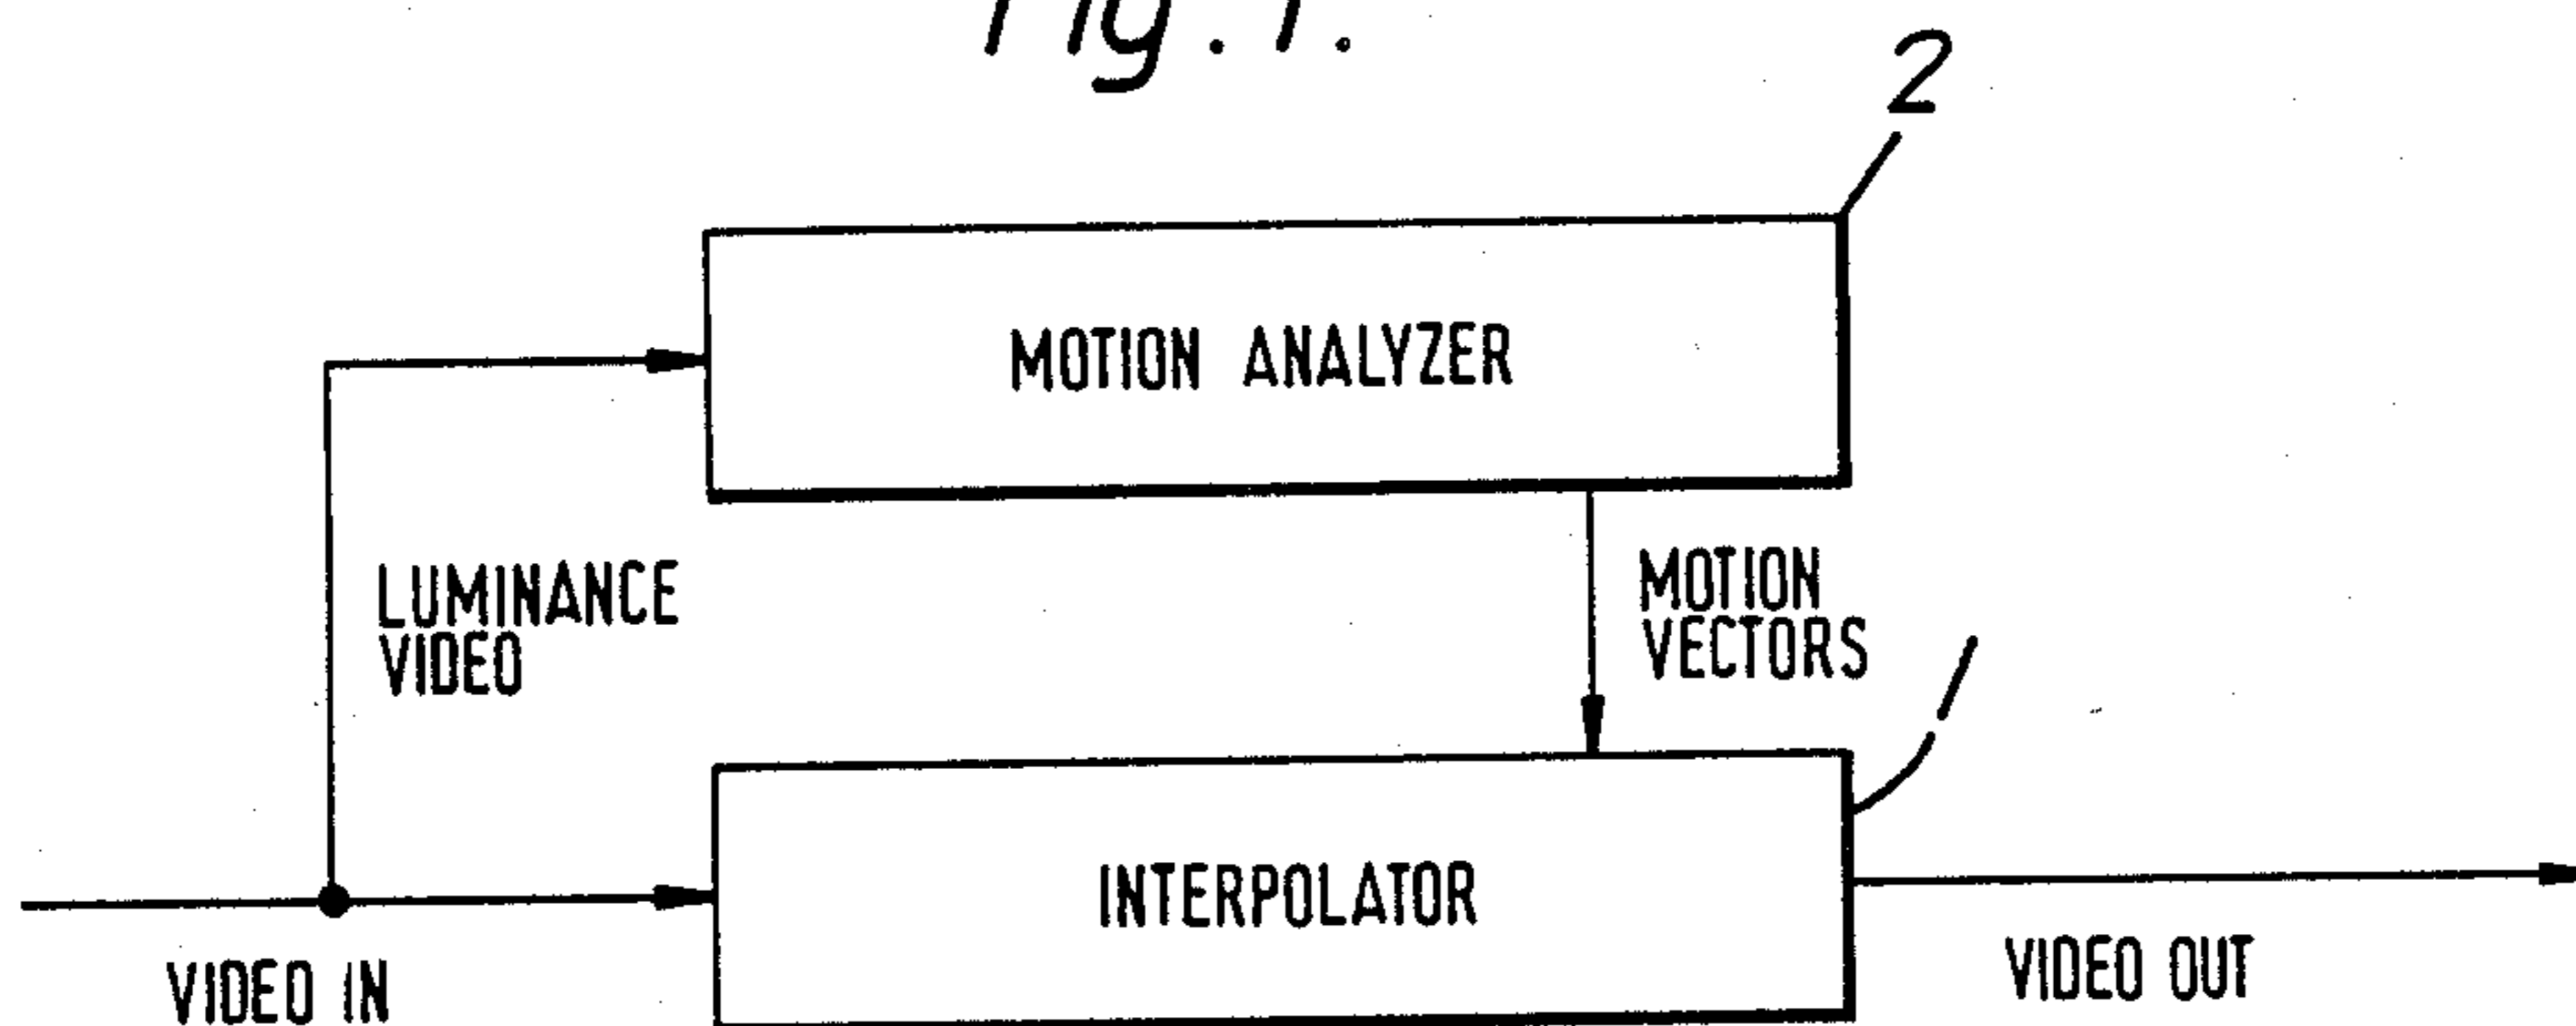 Fig. 1.
2
MOTION ANALYZER
LUMINANCE
VIDEO
MOTION
VECTORS
1
INTERPOLATOR
VIDEO IN
VIDEO OUT